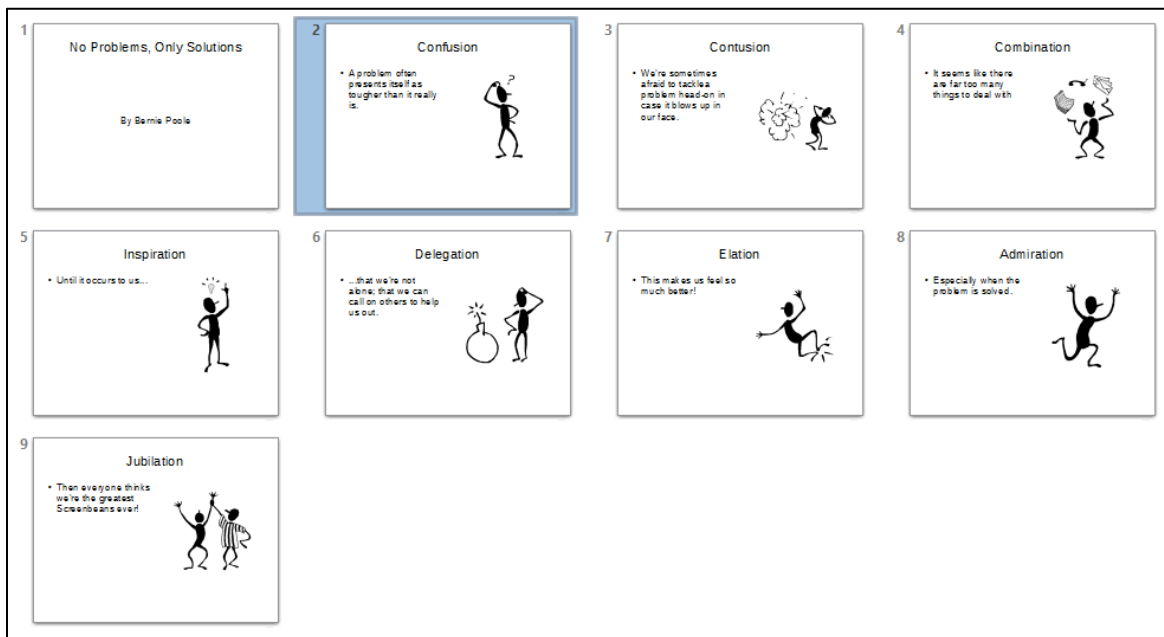 1
No Problems, Only Solutions
By Bernie Poole
2
Confusion
• A problem often
presents itself as
tougher than it really
is.
?
3
Contusion
• We're sometimes
afraid to tackle a
problem head-on in
case it blows up in
our face.
4
Combination
• It seems like there
are far too many
things to deal with
5
Inspiration
• Until it occurs to us...
6
Delegation
• ...that we're not
alone; that we can
call on others to help
us out.
7
Elation
• This makes us feel so
much better!
8
Admiration
• Especially when the
problem is solved.
9
Jubilation
• Then everyone thinks
we're the greatest
Screenbeans ever!